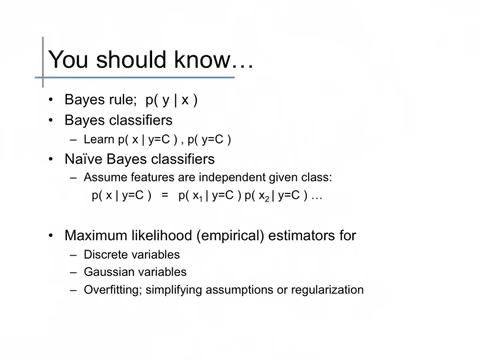 You should know…
• Bayes rule;  p( y | x )
• Bayes classifiers
– Learn p( x | y=C ) , p( y=C )
• Naïve Bayes classifiers
– Assume features are independent given class:
p( x | y=C )  =  p( x₁ | y=C ) p( x₂ | y=C ) …
• Maximum likelihood (empirical) estimators for
– Discrete variables
– Gaussian variables
– Overfitting; simplifying assumptions or regularization